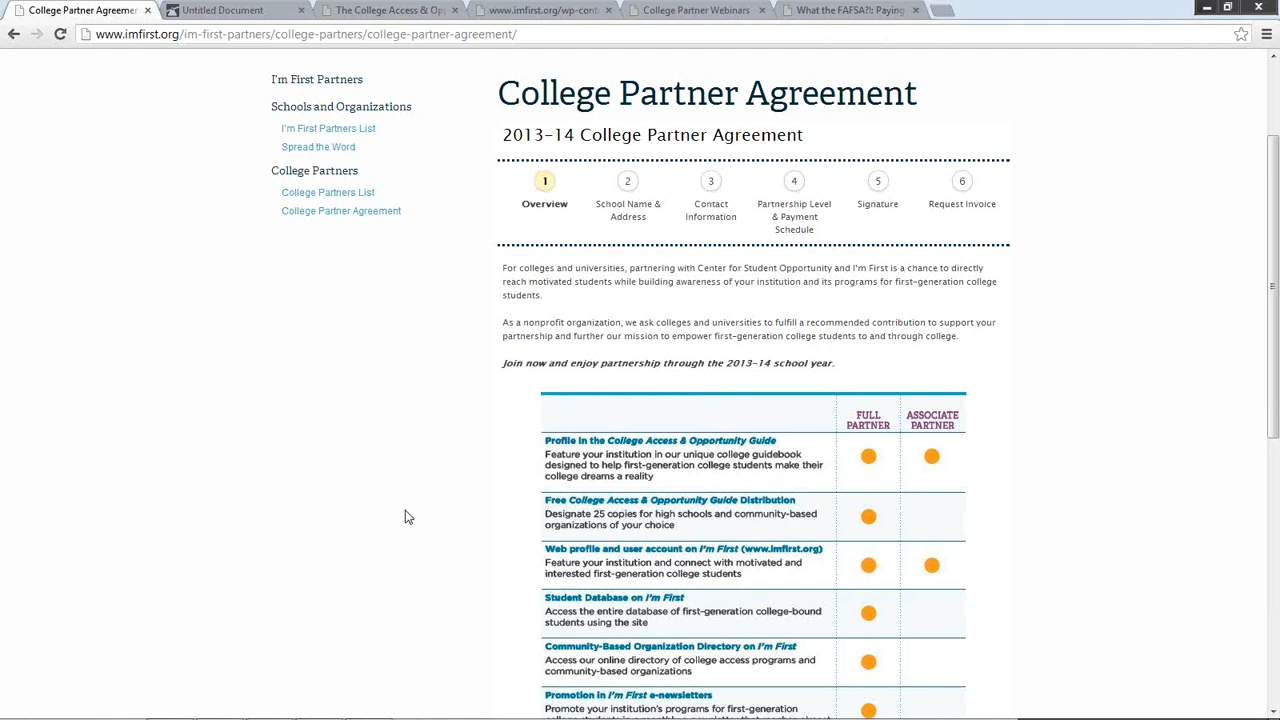 College Partner Agreemer
Untitled Document
The College Access & Op
www.imfirst.org/wp-cont
College Partner Webinars
What the FAFSA?!: Paying
www.imfirst.org/im-first-partners/college-partners/college-partner-agreement/
I'm First Partners
Schools and Organizations
I'm First Partners List
Spread the Word
College Partners
College Partners List
College Partner Agreement
College Partner Agreement
2013-14 College Partner Agreement
1 2 3 4 5 6
Overview School Name & Contact Partnership Level Signature Request Invoice
Address Information & Payment
Schedule
For colleges and universities, partnering with Center for Student Opportunity and I'm First is a chance to directly
reach motivated students while building awareness of your institution and its programs for first-generation college
students.
As a nonprofit organization, we ask colleges and universities to fulfill a recommended contribution to support your
partnership and further our mission to empower first-generation college students to and through college.
Join now and enjoy partnership through the 2013-14 school year.
FULL ASSOCIATE
PARTNER PARTNER
Profile in the College Access & Opportunity Guide
Feature your institution in our unique college guidebook
designed to help first-generation college students make their
college dreams a reality
Free College Access & Opportunity Guide Distribution
Designate 25 copies for high schools and community-based
organizations of your choice
Web profile and user account on I'm First (www.imfirst.org)
Feature your institution and connect with motivated and
interested first-generation college students
Student Database on I'm First
Access the entire database of first-generation college-bound
students using the site
Community-Based Organization Directory on I'm First
Access our online directory of college access programs and
community-based organizations
Promotion in I'm First e-newsletters
Promote your institution's programs for first-generation